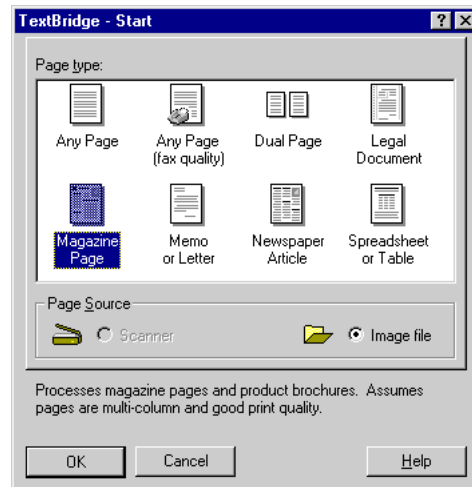 TextBridge - Start
Page type:
Any Page
Any Page
(fax quality)
Dual Page
Legal
Document
Magazine
Page
Memo
or Letter
Newspaper
Article
Spreadsheet
or Table
Page Source
Scanner
Image file
Processes magazine pages and product brochures. Assumes
pages are multi-column and good print quality.
OK
Cancel
Help